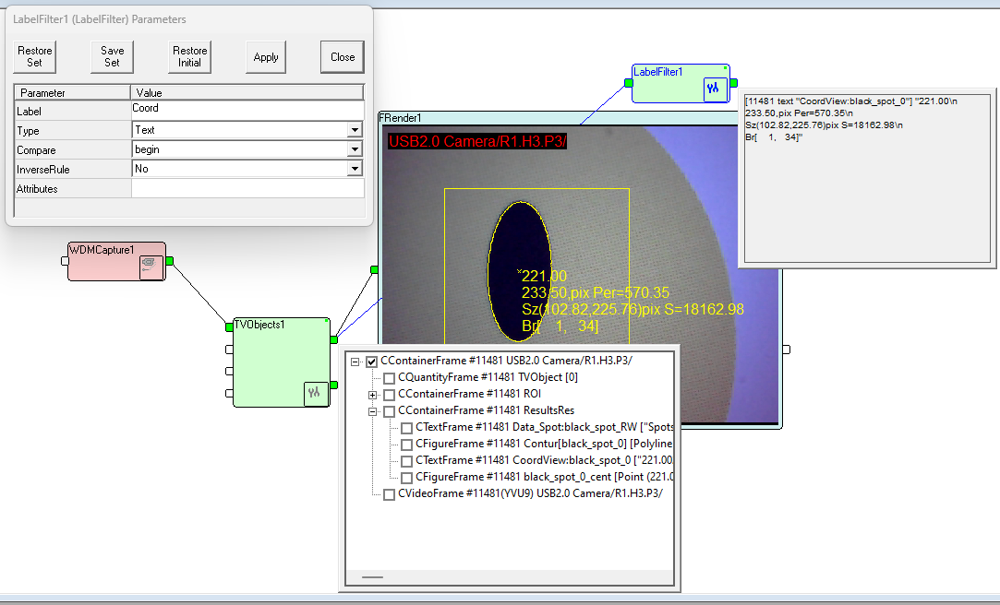 LabelFilter1 (LabelFilter) Parameters
Restore Set
Save Set
Restore Initial
Apply
Close
Parameter Value
Label Coord
Type Text
Compare begin
InverseRule No
Attributes
LabelFilter1
[11481 text "CoordView:black_spot_0"] "221.00\n
233.50,pix Per=570.35\n
Sz(102.82,225.76)pix S=18162.98\n
Br[ 1, 34]"
FRender1
USB2.0 Camera/R1.H3.P3/
221.00
233.50,pix Per=570.35
Sz(102.82,225.76)pix S=18162.98
Br[ 1, 34]
WDMCapture1
TVObjects1
CContainerFrame #11481 USB2.0 Camera/R1.H3.P3/
CQuantityFrame #11481 TVObject [0]
CContainerFrame #11481 ROI
CContainerFrame #11481 ResultsRes
CTextFrame #11481 Data_Spot:black_spot_RW ["Spots
CFigureFrame #11481 Contur[black_spot_0] [Polyline
CTextFrame #11481 CoordView:black_spot_0 ["221.00
CFigureFrame #11481 black_spot_0_cent [Point (221.0
CVideoFrame #11481(YVU9) USB2.0 Camera/R1.H3.P3/